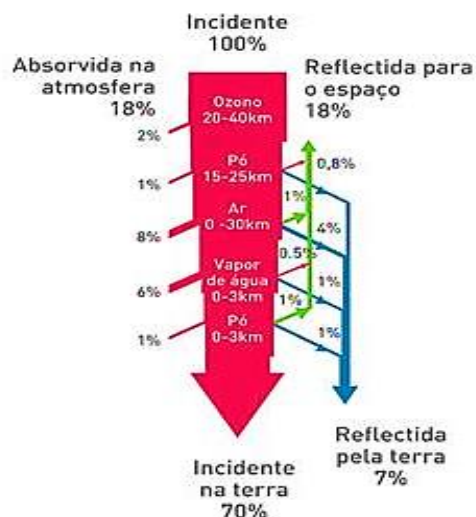 Incidente
100%
Absorvida na
atmosfera
18%
Reflectida para
o espaço
18%
Ozono
20-40km
2%
Pó
15-25km
0,8%
1%
1%
Ar
0-30km
4%
8%
0.5%
Vapor
de água
0-3km
1%
6%
1%
Pó
0-3km
1%
1%
Reflectida
pela terra
7%
Incidente
na terra
70%